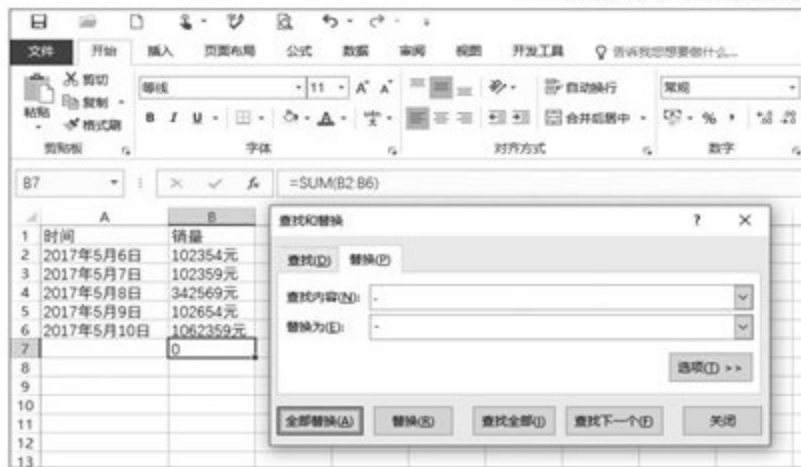 文件 开始 插入 页面布局 公式 数据 审阅 视图 开发工具 告诉我您想要做什么...
剪切 等线 11 A A 自动换行 常规
粘贴 复制
格式刷 B I U A 合并后居中 % ,
剪贴板 字体 对齐方式 数字
B7 fx =SUM(B2:B6)
A B
1 时间 销量
2 2017年5月6日 102354元
3 2017年5月7日 102359元
4 2017年5月8日 342569元
5 2017年5月9日 102654元
6 2017年5月10日 1062359元
7 0
8
9
10
11
12
13
查找和替换 ? ×
查找(D) 替换(P)
查找内容(N):
替换为(E):
选项(T) >>
全部替换(A) 替换(R) 查找全部(I) 查找下一个(F) 关闭